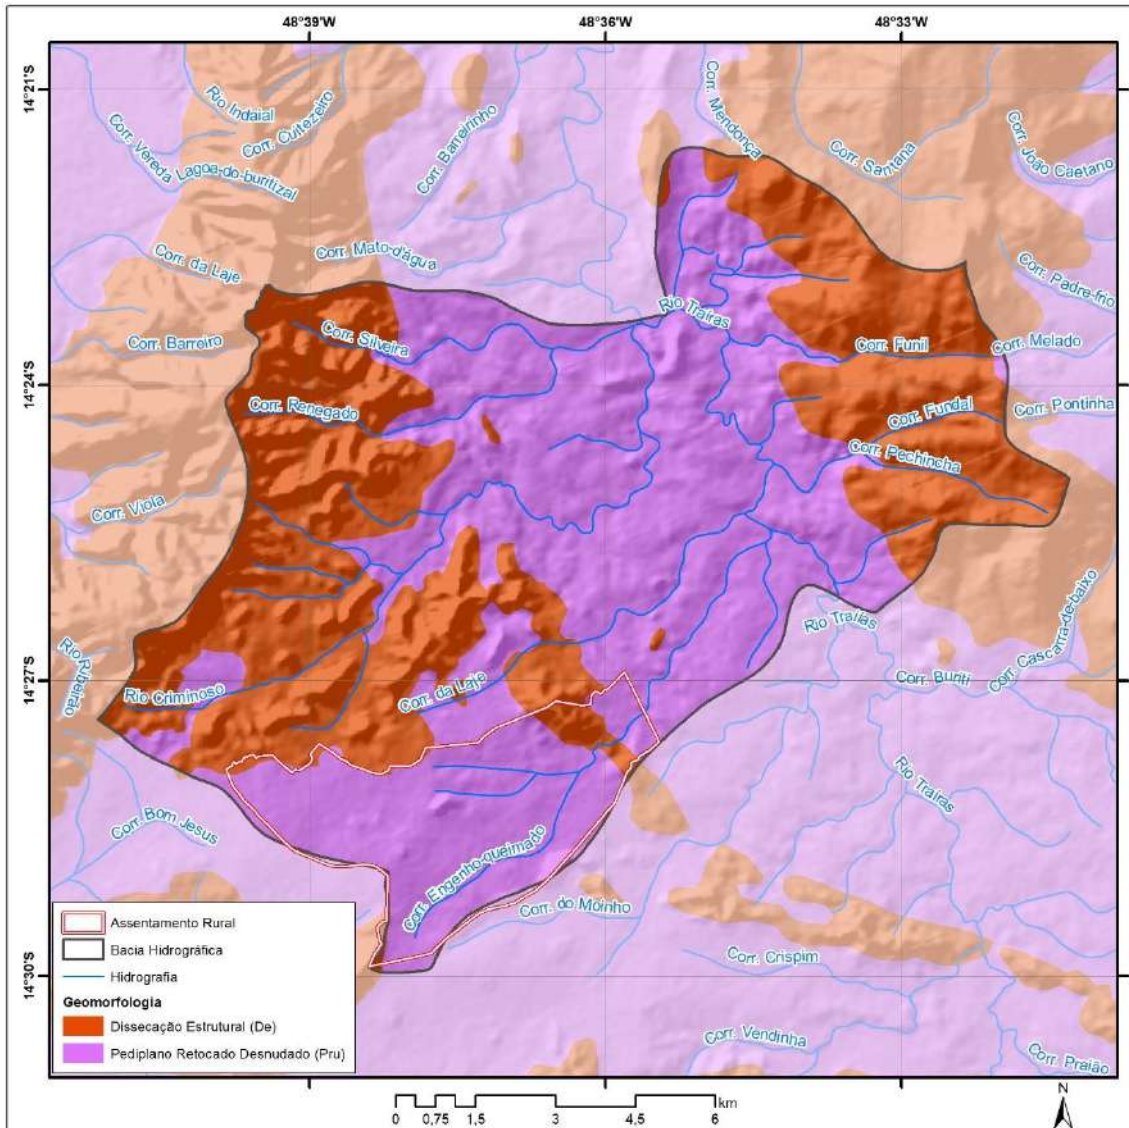 48°39'W
48°36'W
48°33'W
14°21'S
14°24'S
14°27'S
14°30'S
Rio Indaial
Corr. Cuitezeiro
Corr. Vereda Lagoa-do-buritizal
Corr. Barreirinho
Corr. Mendonça
Corr. Santana
Corr. João Caetano
Corr. da Laje
Corr. Mato-d'água
Corr. Padre-frio
Rio Traíras
Corr. Barreiro
Corr. Silveira
Corr. Funil
Corr. Melado
Corr. Renegado
Corr. Fundal
Corr. Pontinha
Corr. Pechincha
Corr. Viola
Rio Ribeirão
Rio Criminoso
Corr. da Laje
Rio Traíras
Corr. Buriti
Corr. Cascarra-de-baixo
Rio Traíras
Corr. Bom Jesus
Corr. Engenho-queimado
Corr. do Moinho
Corr. Crispim
Corr. Vendinha
Corr. Praião
Assentamento Rural
Bacia Hidrográfica
Hidrografia
Geomorfologia
Dissecação Estrutural (De)
Pediplano Retocado Desnudado (Pru)
km
0 0,75 1,5 3 4,5 6
N